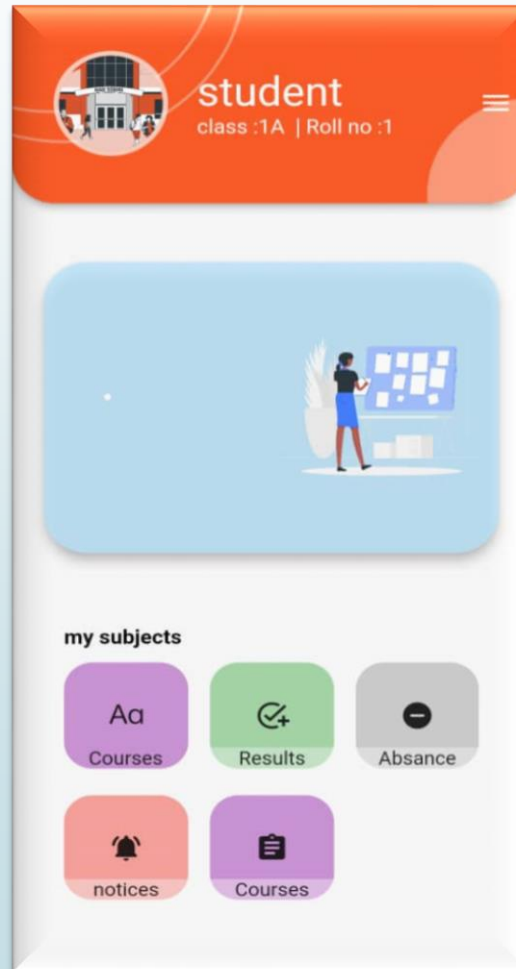 student
class :1A | Roll no :1
my subjects
Aa
Courses
Results
Absance
notices
Courses